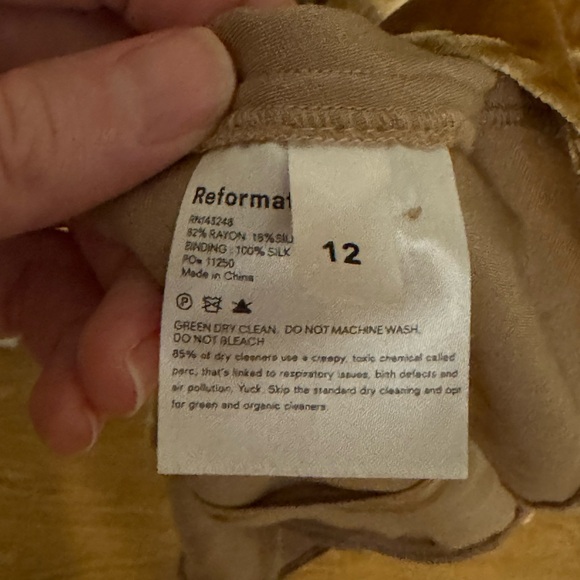 Reformat
RN143248
82% RAYON 18% SIL
BINDING : 100% SILK
PO# 11250
Made in China
12
P
GREEN DRY CLEAN. DO NOT MACHINE WASH.
DO NOT BLEACH
85% of dry cleaners use a creepy, toxic chemical called
perc, that's linked to respiratory issues, birth defects and
air pollution. Yuck. Skip the standard dry cleaning and opt
for green and organic cleaners.